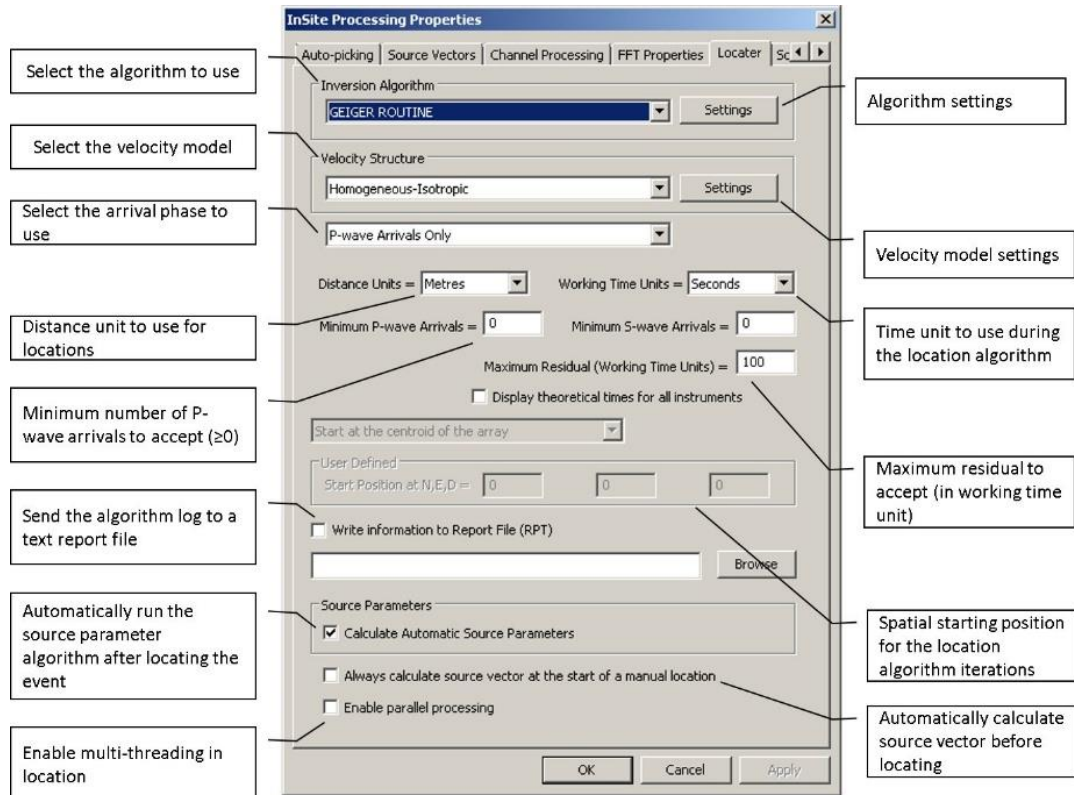 InSite Processing Properties
Auto-picking
Source Vectors
Channel Processing
FFT Properties
Locater
Sc
Select the algorithm to use
Inversion Algorithm
GEIGER ROUTINE
Settings
Algorithm settings
Select the velocity model
Velocity Structure
Homogeneous-Isotropic
Settings
Select the arrival phase to
use
P-wave Arrivals Only
Velocity model settings
Distance Units =
Metres
Working Time Units =
Seconds
Distance unit to use for
locations
Minimum P-wave Arrivals =
0
Minimum S-wave Arrivals =
0
Time unit to use during
the location algorithm
Maximum Residual (Working Time Units) =
100
Display theoretical times for all instruments
Minimum number of P-
wave arrivals to accept (≥0)
Start at the centroid of the array
User Defined
Start Position at N,E,D =
0
0
0
Maximum residual to
accept (in working time
unit)
Send the algorithm log to a
text report file
Write information to Report File (RPT)
Browse
Automatically run the
source parameter
algorithm after locating the
event
Source Parameters
Calculate Automatic Source Parameters
Spatial starting position
for the location
algorithm iterations
Always calculate source vector at the start of a manual location
Enable parallel processing
Automatically calculate
source vector before
locating
Enable multi-threading in
location
OK
Cancel
Apply